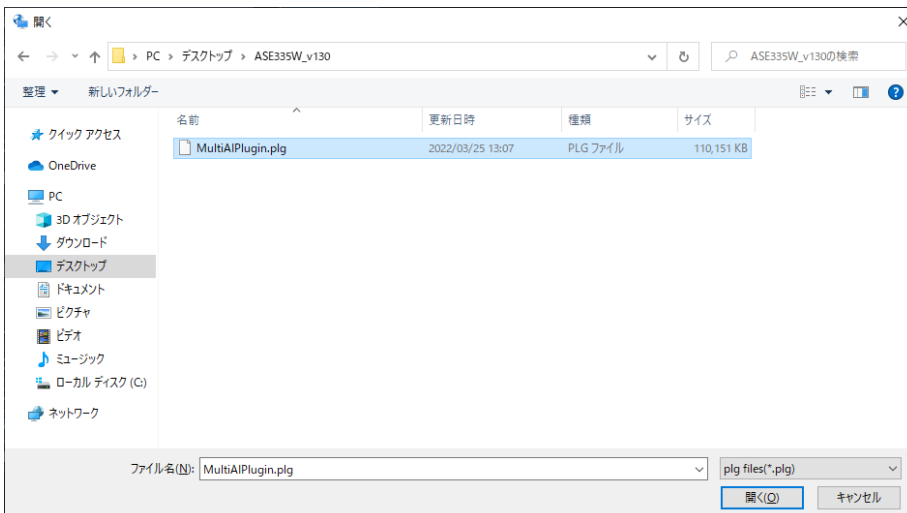 開く
PC › デスクトップ › ASE335W_v130
ASE335W_v130の検索
整理 新しいフォルダー
名前 更新日時 種類 サイズ
MultiAIPlugin.plg 2022/03/25 13:07 PLG ファイル 110,151 KB
クイック アクセス
OneDrive
PC
3D オブジェクト
ダウンロード
デスクトップ
ドキュメント
ピクチャ
ビデオ
ミュージック
ローカル ディスク (C:)
ネットワーク
ファイル名(N): MultiAIPlugin.plg
plg files(*.plg)
開く(O) キャンセル